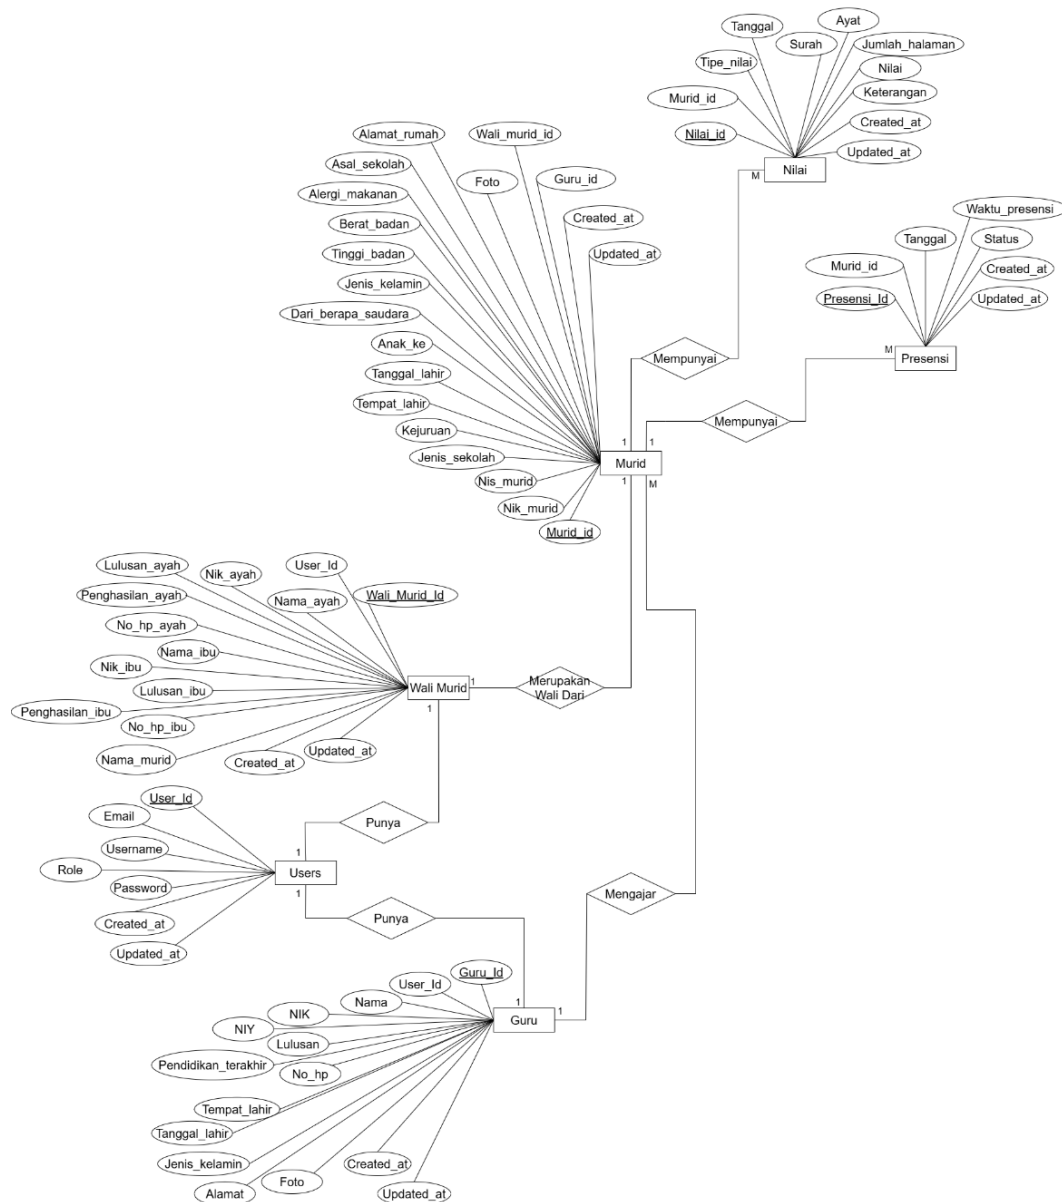 Tanggal
Ayat
Surah
Jumlah_halaman
Tipe_nilai
Nilai
Murid_id
Keterangan
Nilai_id
Created_at
Updated_at
Nilai
M
Alamat_rumah
Wali_murid_id
Asal_sekolah
Foto
Guru_id
Alergi_makanan
Created_at
Berat_badan
Tinggi_badan
Updated_at
Jenis_kelamin
Dari_berapa_saudara
Anak_ke
Tanggal_lahir
Tempat_lahir
Kejuruan
Jenis_sekolah
Nis_murid
Nik_murid
Murid_id
Waktu_presensi
Tanggal
Status
Murid_id
Created_at
Presensi_Id
Updated_at
M
Presensi
Mempunyai
Mempunyai
1
1
Murid
1
M
Lulusan_ayah
Nik_ayah
User_Id
Wali_Murid_Id
Penghasilan_ayah
Nama_ayah
No_hp_ayah
Nama_ibu
Nik_ibu
Lulusan_ibu
Penghasilan_ibu
No_hp_ibu
Nama_murid
Created_at
Updated_at
Wali Murid
1
1
Merupakan
Wali Dari
User_Id
Email
Username
Role
Password
Created_at
Updated_at
Punya
1
Users
1
Punya
Mengajar
Guru_Id
User_Id
Nama
NIK
NIY
Lulusan
Pendidikan_terakhir
No_hp
Tempat_lahir
Tanggal_lahir
Jenis_kelamin
Alamat
Foto
Created_at
Updated_at
1
Guru
1